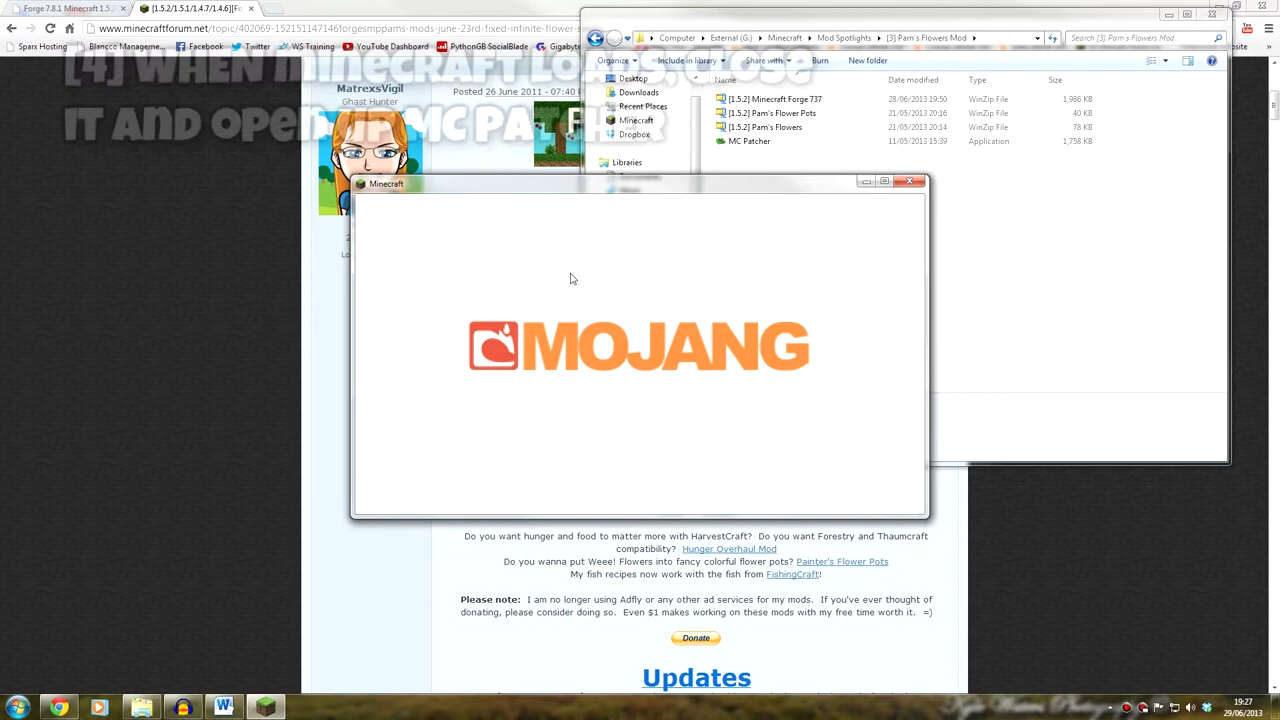 Forge 7.8.1 Minecraft 1.5.2
[1.5.2/1.5.1/1.4.7/1.4.6][Fo
www.minecraftforum.net/topic/402069-152151147146forgesmppams-mods-june-23rd-fixed-infinite-flower-s
Sparx Hosting
Blencco Manageme...
Facebook
Twitter
WS Training
YouTube Dashboard
PythonGB SocialBlade
Gigabyte
WHEN MINECRAFT LOADS, CLOSE
IT AND OPEN UP MC PATCHER
MatrexsVigil
Ghast Hunter
Posted 26 June 2011 - 07:40
Computer
External (G:)
Minecraft
Mod Spotlights
[3] Pam's Flowers Mod
Search [3] Pam's Flowers Mod
Organize
Include in library
Share with
Burn
New folder
Desktop
Downloads
Recent Places
Minecraft
Dropbox
Libraries
Name
Date modified
Type
Size
[1.5.2] Minecraft Forge 737
28/06/2013 19:50
WinZip File
1,986 KB
[1.5.2] Pam's Flower Pots
21/05/2013 20:16
WinZip File
40 KB
[1.5.2] Pam's Flowers
21/05/2013 20:14
WinZip File
78 KB
MC Patcher
11/05/2013 15:39
Application
1,758 KB
Minecraft
MOJANG
Do you want hunger and food to matter more with HarvestCraft? Do you want Forestry and Thaumcraft
compatibility? Hunger Overhaul Mod
Do you wanna put Weee! Flowers into fancy colorful flower pots? Painter's Flower Pots
My fish recipes now work with the fish from FishingCraft!
Please note: I am no longer using Adfly or any other ad services for my mods. If you've ever thought of
donating, please consider doing so. Even $1 makes working on these mods with my free time worth it. =)
Donate
Updates
19:27
29/06/2013